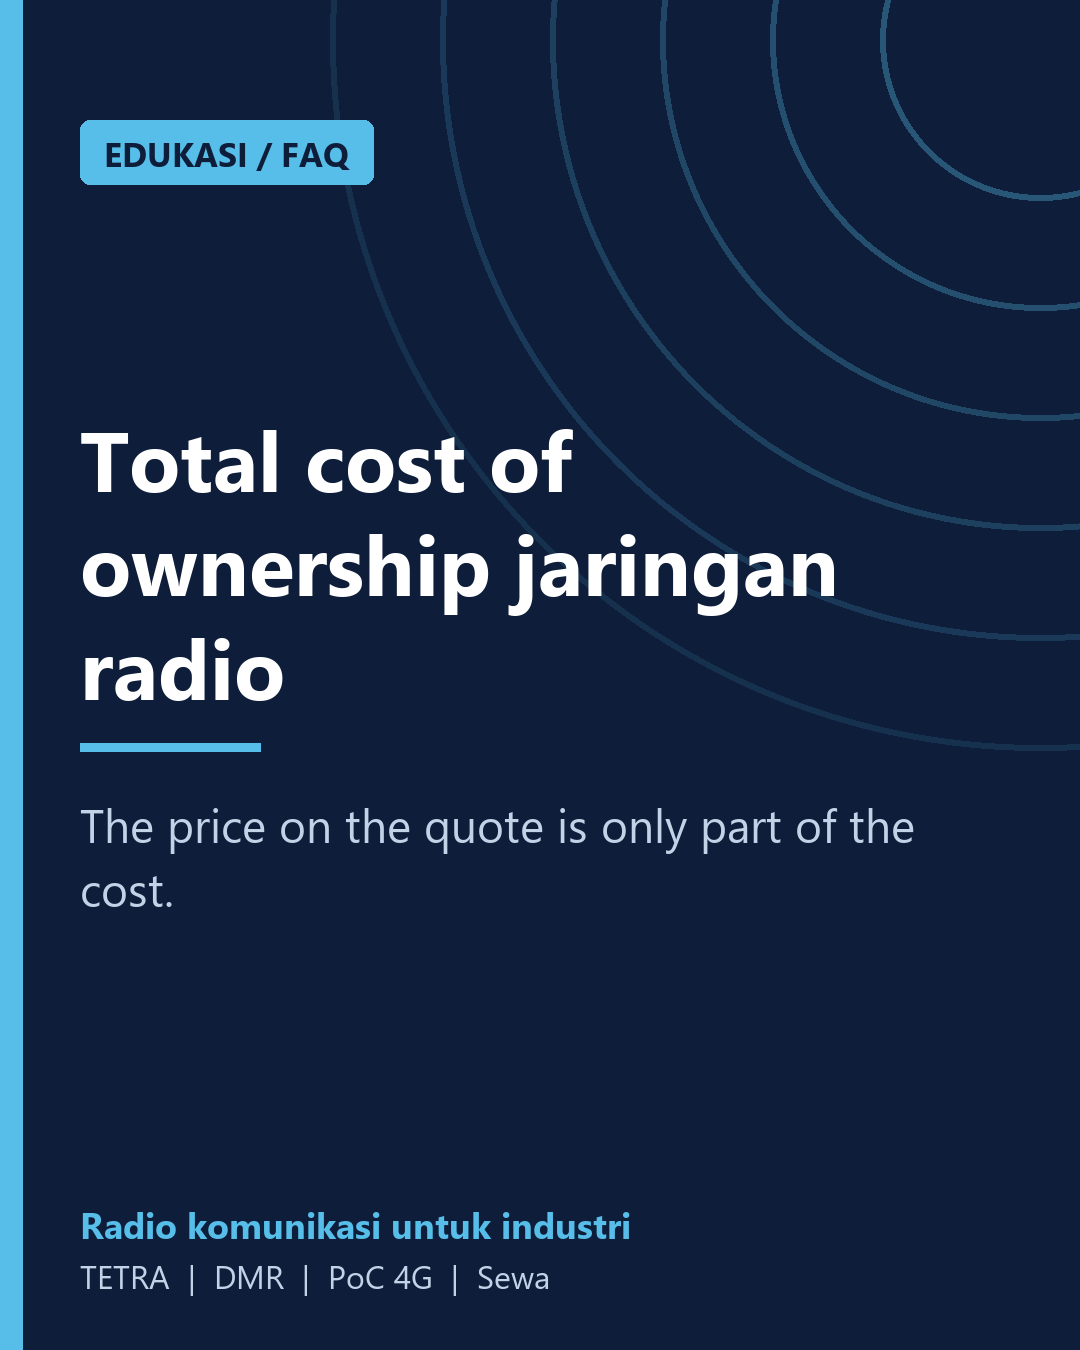 EDUKASI / FAQ
Total cost of
ownership jaringan
radio
The price on the quote is only part of the
cost.
Radio komunikasi untuk industri
TETRA | DMR | PoC 4G | Sewa